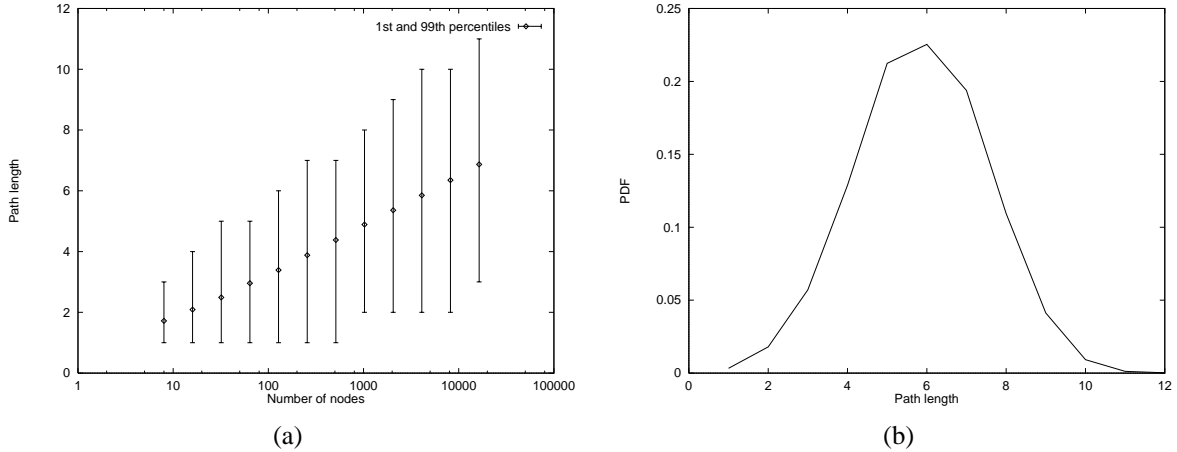 12
10
8
6
4
2
0
Path length
1st and 99th percentiles
1 10 100 1000 10000 100000
Number of nodes
(a)
0.25
0.2
0.15
0.1
0.05
0
PDF
0 2 4 6 8 10 12
Path length
(b)